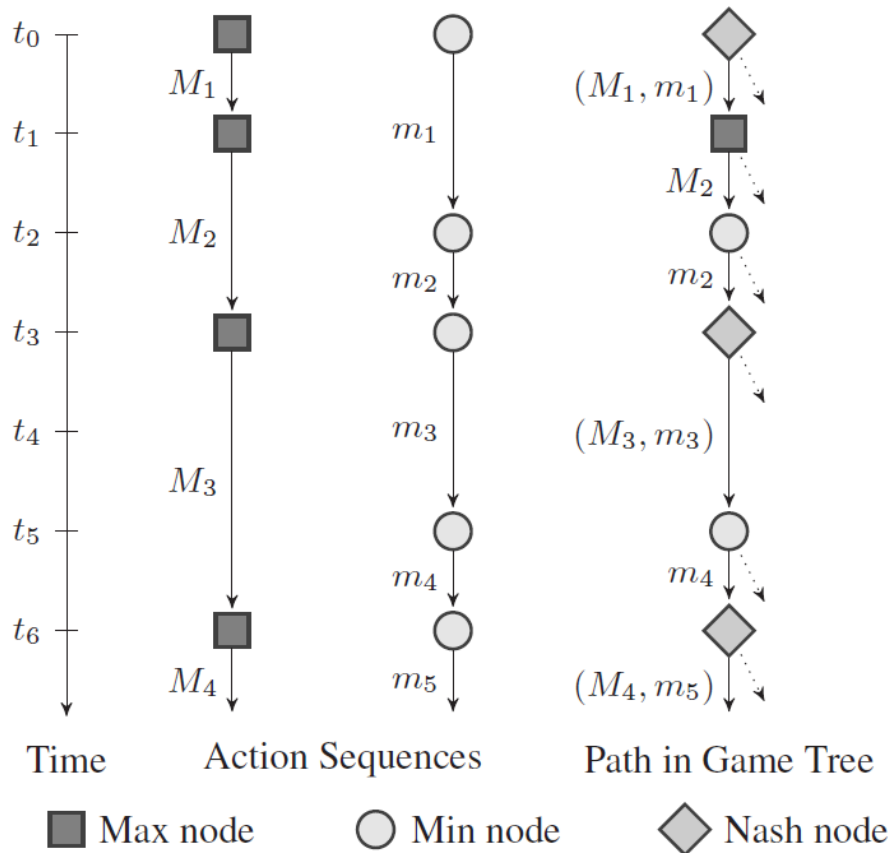 t₀
M₁ (M₁, m₁)
t₁ m₁
M₂
t₂ M₂
m₂ m₂
t₃
t₄ m₃ (M₃, m₃)
M₃
t₅
m₄ m₄
t₆
M₄ m₅ (M₄, m₅)
Time Action Sequences Path in Game Tree
Max node Min node Nash node